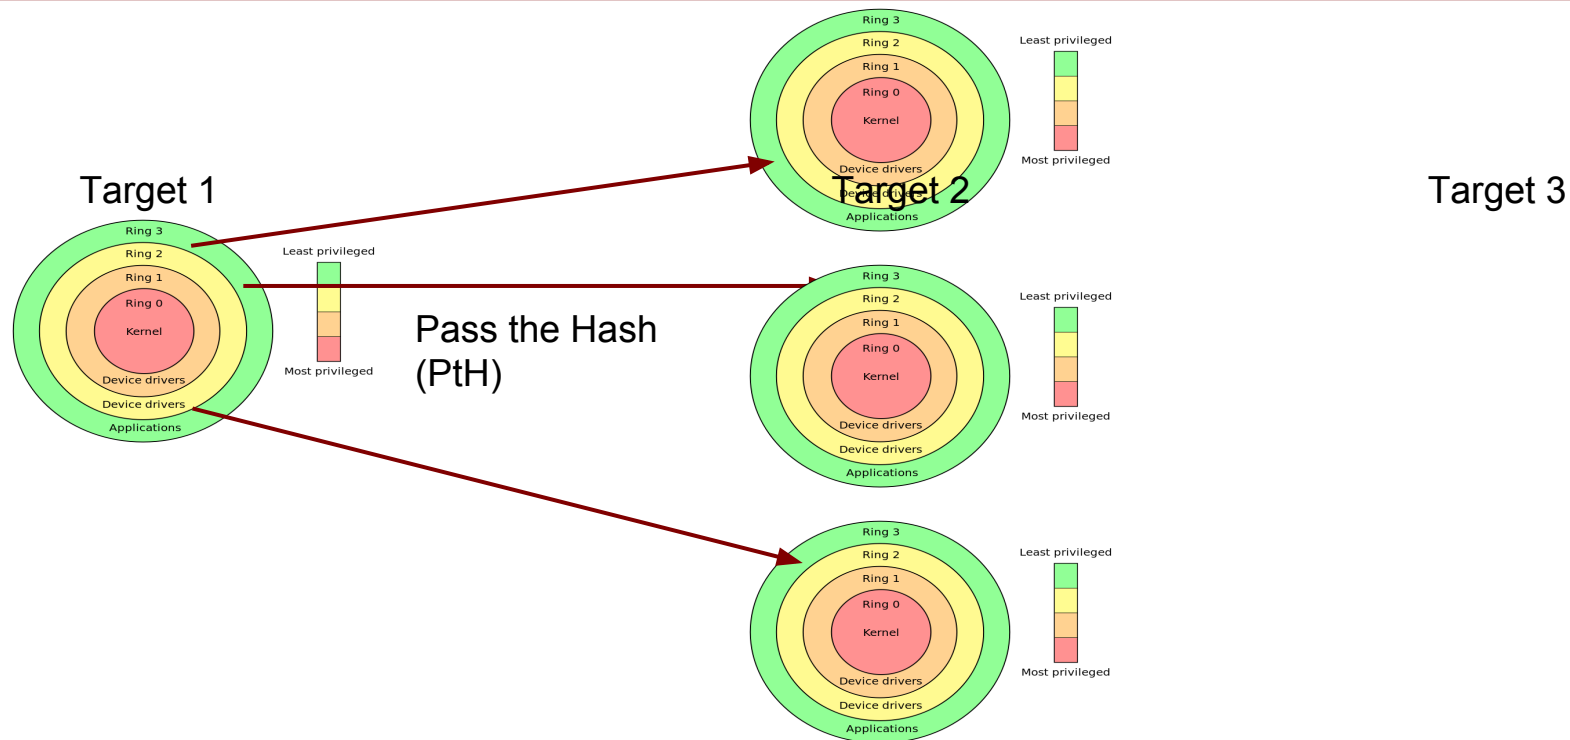 Target 1
Ring 3
Ring 2
Ring 1
Ring 0
Kernel
Device drivers
Device drivers
Applications
Least privileged
Most privileged
Pass the Hash
(PtH)
Ring 3
Ring 2
Ring 1
Ring 0
Kernel
Device drivers
Device drivers
Applications
Least privileged
Most privileged
Target 2
Ring 3
Ring 2
Ring 1
Ring 0
Kernel
Device drivers
Device drivers
Applications
Least privileged
Most privileged
Ring 3
Ring 2
Ring 1
Ring 0
Kernel
Device drivers
Device drivers
Applications
Least privileged
Most privileged
Target 3